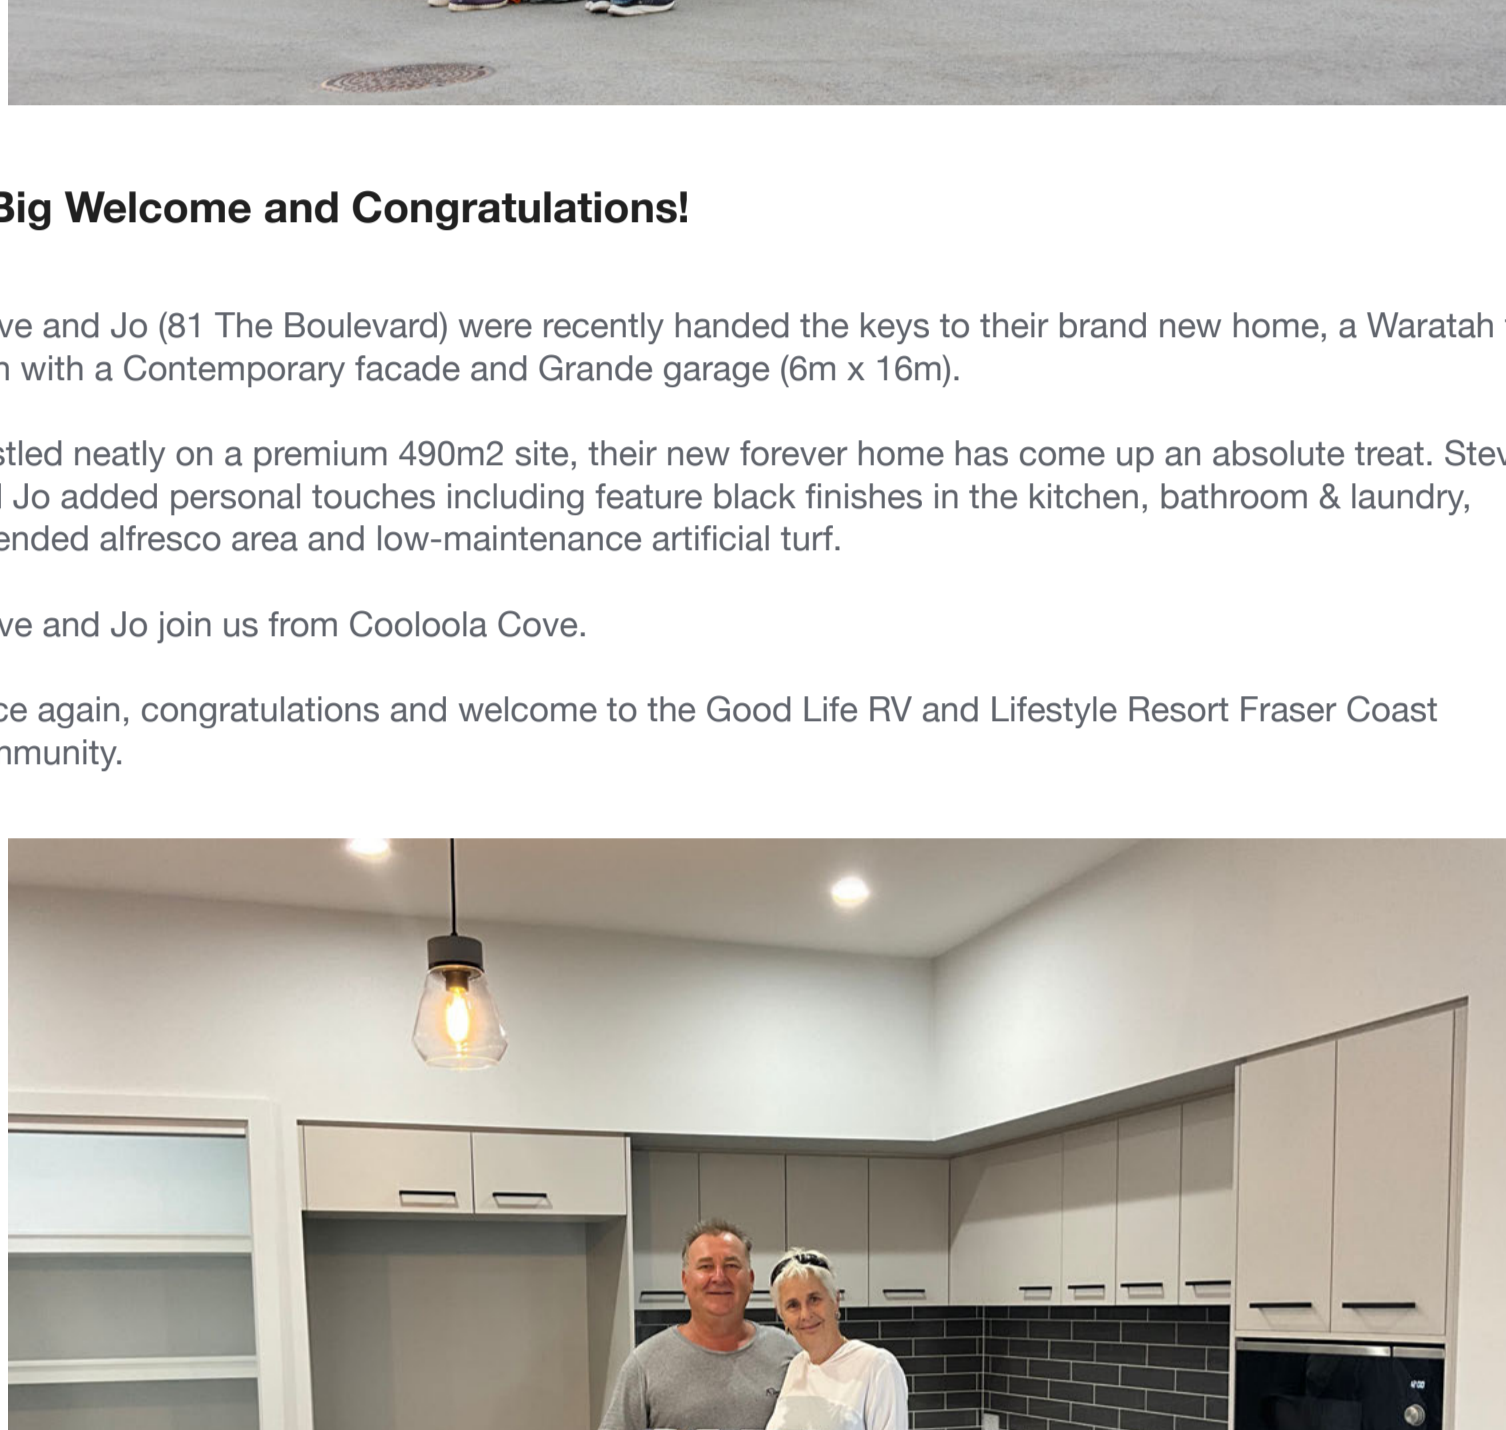 Big Welcome and Congratulations!
ve and Jo (81 The Boulevard) were recently handed the keys to their brand new home, a Waratah
with a Contemporary facade and Grande garage (6m x 16m).
stled neatly on a premium 490m2 site, their new forever home has come up an absolute treat. Stev
Jo added personal touches including feature black finishes in the kitchen, bathroom & laundry,
ended alfresco area and low-maintenance artificial turf.
ve and Jo join us from Cooloola Cove.
ce again, congratulations and welcome to the Good Life RV and Lifestyle Resort Fraser Coast
mmunity.